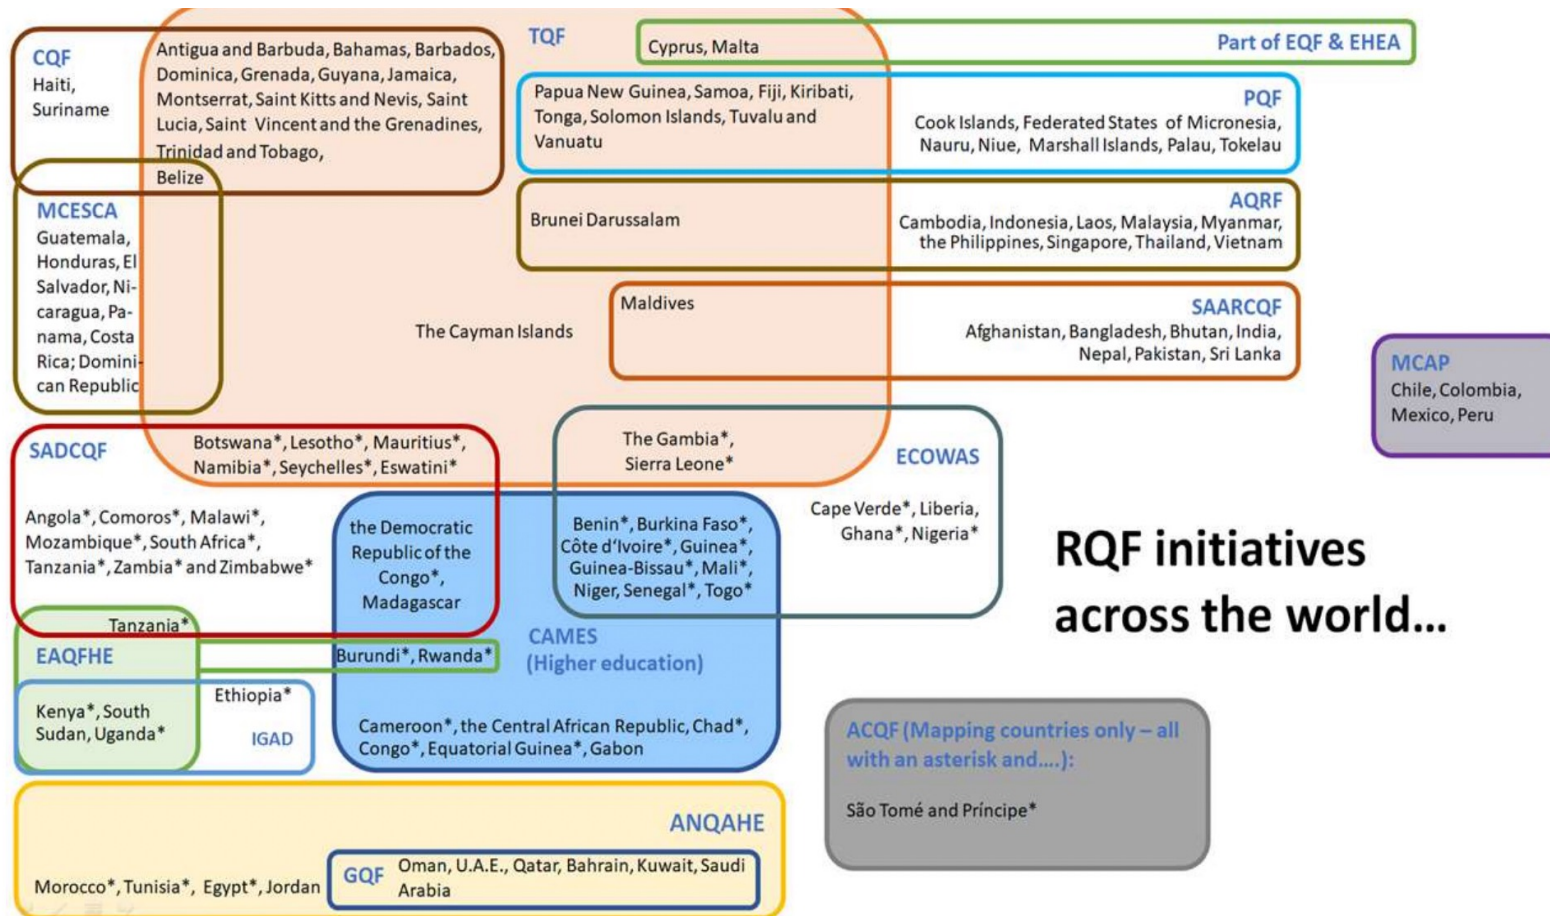 CQF
Haiti,
Suriname
Antigua and Barbuda, Bahamas, Barbados,
Dominica, Grenada, Guyana, Jamaica,
Montserrat, Saint Kitts and Nevis, Saint
Lucia, Saint Vincent and the Grenadines,
Trinidad and Tobago,
Belize
TQF
Cyprus, Malta
Part of EQF & EHEA
Papua New Guinea, Samoa, Fiji, Kiribati,
Tonga, Solomon Islands, Tuvalu and
Vanuatu
PQF
Cook Islands, Federated States of Micronesia,
Nauru, Niue, Marshall Islands, Palau, Tokelau
MCESCA
Guatemala,
Honduras, El
Salvador, Ni-
caragua, Pa-
nama, Costa
Rica; Domini-
can Republic
Brunei Darussalam
AQRF
Cambodia, Indonesia, Laos, Malaysia, Myanmar,
the Philippines, Singapore, Thailand, Vietnam
The Cayman Islands
Maldives
SAARCQF
Afghanistan, Bangladesh, Bhutan, India,
Nepal, Pakistan, Sri Lanka
MCAP
Chile, Colombia,
Mexico, Peru
SADCQF
Botswana*, Lesotho*, Mauritius*,
Namibia*, Seychelles*, Eswatini*
The Gambia*,
Sierra Leone*
ECOWAS
Angola*, Comoros*, Malawi*,
Mozambique*, South Africa*,
Tanzania*, Zambia* and Zimbabwe*
the Democratic
Republic of the
Congo*,
Madagascar
Benin*, Burkina Faso*,
Côte d'Ivoire*, Guinea*,
Guinea-Bissau*, Mali*,
Niger, Senegal*, Togo*
Cape Verde*, Liberia,
Ghana*, Nigeria*
RQF initiatives
across the world...
Tanzania*
EAQFHE
Burundi*, Rwanda*
CAMES
(Higher education)
Kenya*, South
Sudan, Uganda*
Ethiopia*
IGAD
Cameroon*, the Central African Republic, Chad*,
Congo*, Equatorial Guinea*, Gabon
ACQF (Mapping countries only – all
with an asterisk and....):
São Tomé and Príncipe*
ANQAHE
Morocco*, Tunisia*, Egypt*, Jordan
GQF
Oman, U.A.E., Qatar, Bahrain, Kuwait, Saudi
Arabia